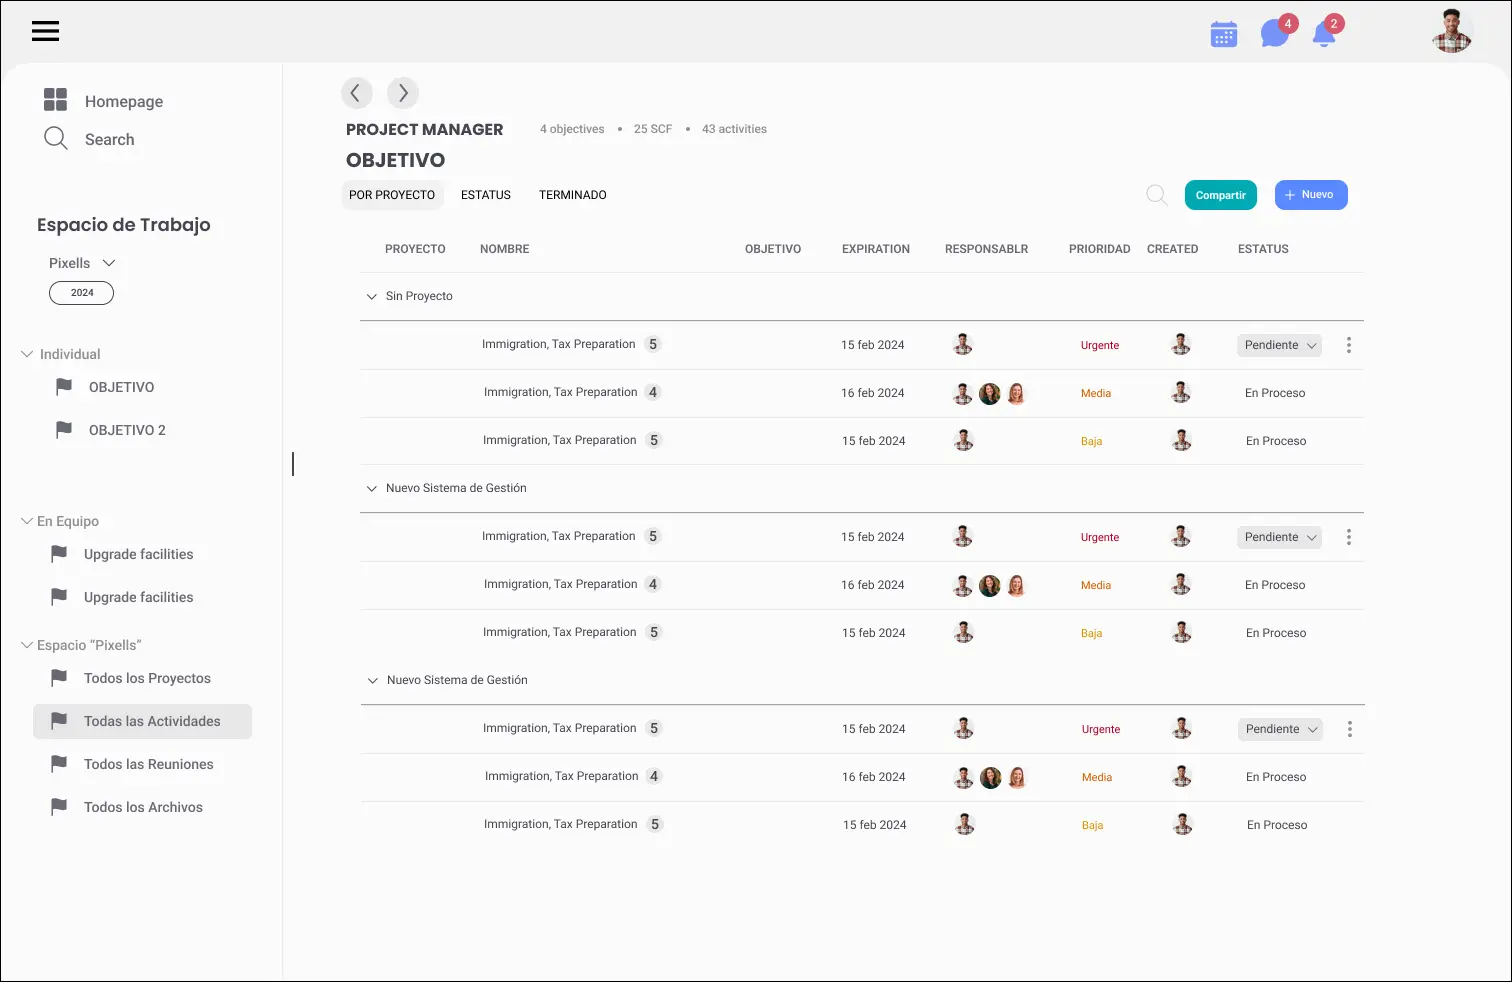 4
2
Homepage
Search
Espacio de Trabajo
Pixells
2024
Individual
OBJETIVO
OBJETIVO 2
En Equipo
Upgrade facilities
Upgrade facilities
Espacio “Pixells”
Todos los Proyectos
Todas las Actividades
Todos las Reuniones
Todos los Archivos
PROJECT MANAGER 4 objectives • 25 SCF • 43 activities
OBJETIVO
POR PROYECTO ESTATUS TERMINADO Compartir + Nuevo
PROYECTO NOMBRE OBJETIVO EXPIRATION RESPONSABLR PRIORIDAD CREATED ESTATUS
Sin Proyecto
Immigration, Tax Preparation 5 15 feb 2024 Urgente Pendiente
Immigration, Tax Preparation 4 16 feb 2024 Media En Proceso
Immigration, Tax Preparation 5 15 feb 2024 Baja En Proceso
Nuevo Sistema de Gestión
Immigration, Tax Preparation 5 15 feb 2024 Urgente Pendiente
Immigration, Tax Preparation 4 16 feb 2024 Media En Proceso
Immigration, Tax Preparation 5 15 feb 2024 Baja En Proceso
Nuevo Sistema de Gestión
Immigration, Tax Preparation 5 15 feb 2024 Urgente Pendiente
Immigration, Tax Preparation 4 16 feb 2024 Media En Proceso
Immigration, Tax Preparation 5 15 feb 2024 Baja En Proceso